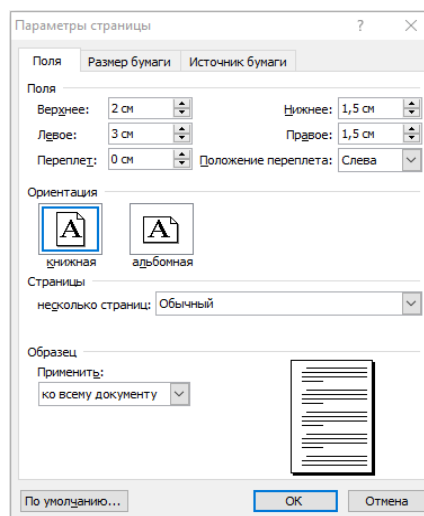 Параметры страницы ?
Поля Размер бумаги Источник бумаги
Поля
Верхнее: 2 см Нижнее: 1,5 см
Левое: 3 см Правое: 1,5 см
Переплет: 0 см Положение переплета: Слева
Ориентация
A A
книжная альбомная
Страницы
несколько страниц: Обычный
Образец
Применить:
ко всему документу
По умолчанию... ОК Отмена